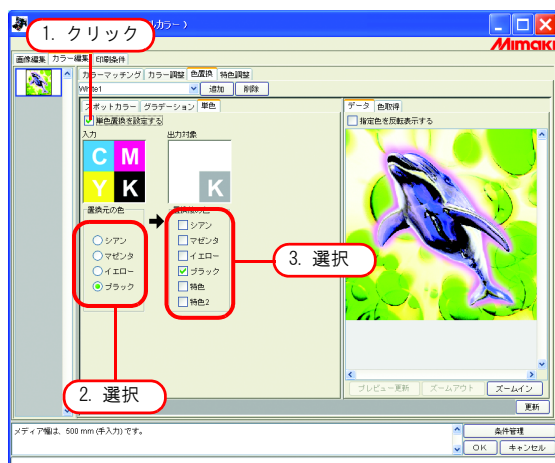 1. クリック
ルカラー )
Mimaki
画像編集 カラー編集 印刷条件
カラーマッチング カラー調整 色置換 特色調整
White1 追加 削除
スポットカラー グラデーション 単色
データ 色取得
単色置換を設定する
指定色を反転表示する
入力 出力対象
C M
Y K
K
置換元の色
置換後の色
シアン
マゼンタ
イエロー
ブラック
シアン
マゼンタ
イエロー
ブラック
特色
特色2
3. 選択
2. 選択
プレビュー更新 ズームアウト ズームイン
更新
メディア幅は、500 mm (手入力) です。
条件管理
OK キャンセル